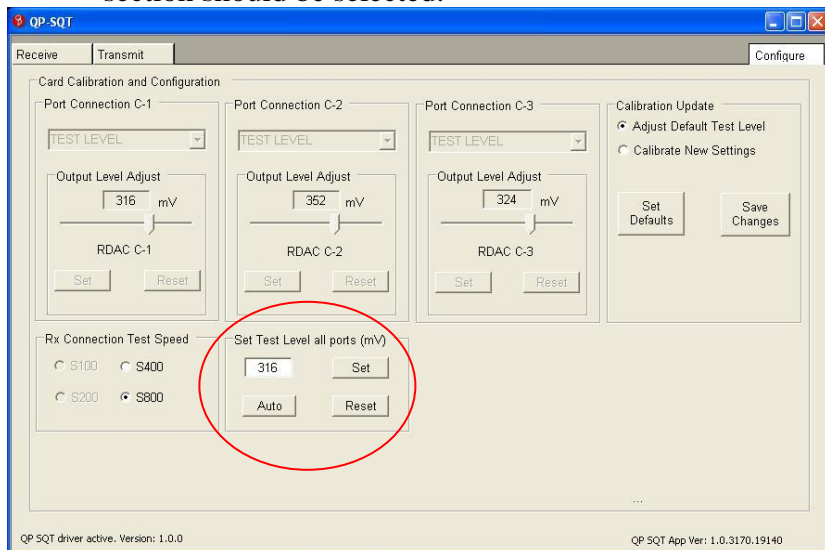 section should be selected.
QP-SQT
Receive Transmit Configure
Card Calibration and Configuration
Port Connection C-1 Port Connection C-2 Port Connection C-3 Calibration Update
TEST LEVEL TEST LEVEL TEST LEVEL Adjust Default Test Level
Calibrate New Settings
Output Level Adjust Output Level Adjust Output Level Adjust
316 mV 352 mV 324 mV
Set Defaults Save Changes
RDAC C-1 RDAC C-2 RDAC C-3
Set Reset Set Reset Set Reset
Rx Connection Test Speed Set Test Level all ports (mV)
S100 S400 316 Set
S200 S800 Auto Reset
...
QP SQT driver active. Version: 1.0.0 QP SQT App Ver: 1.0.3170.19140